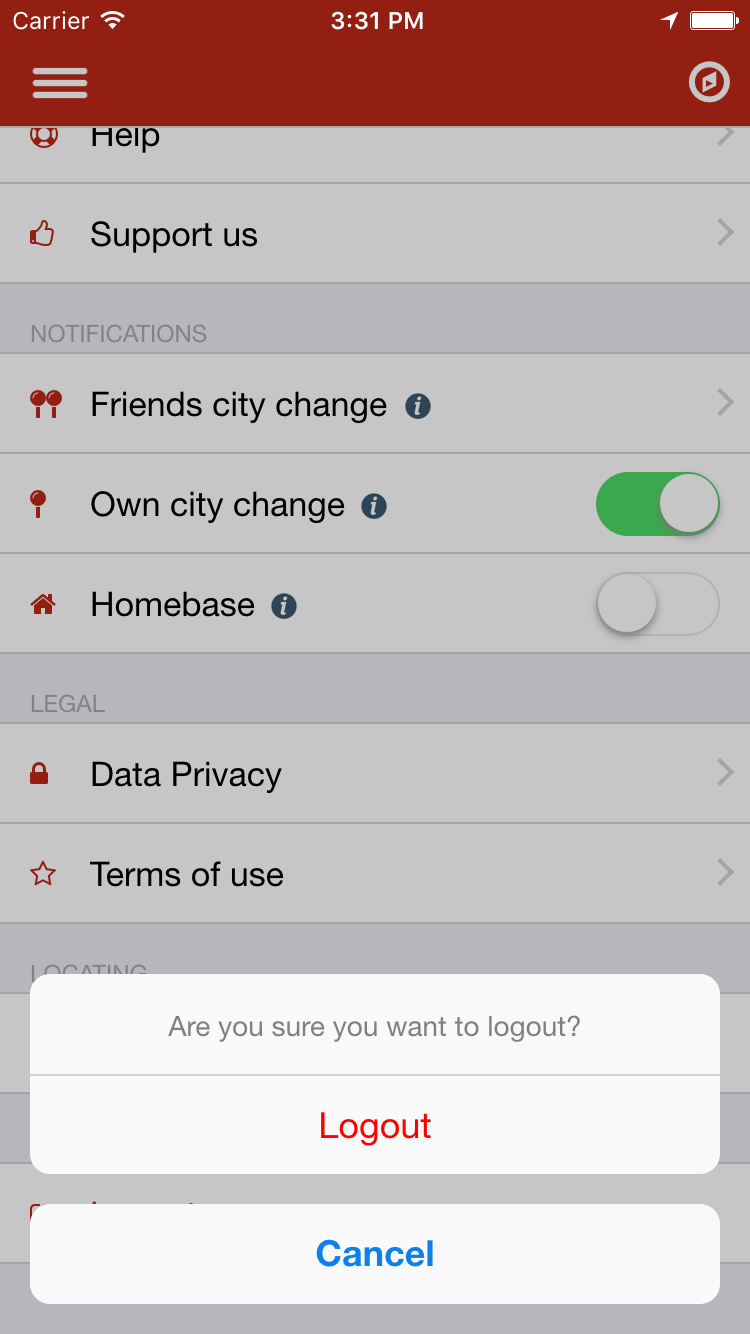 Carrier 3:31 PM
Help
Support us
NOTIFICATIONS
Friends city change
Own city change
Homebase
LEGAL
Data Privacy
Terms of use
LOCATING
Are you sure you want to logout?
Logout
Cancel